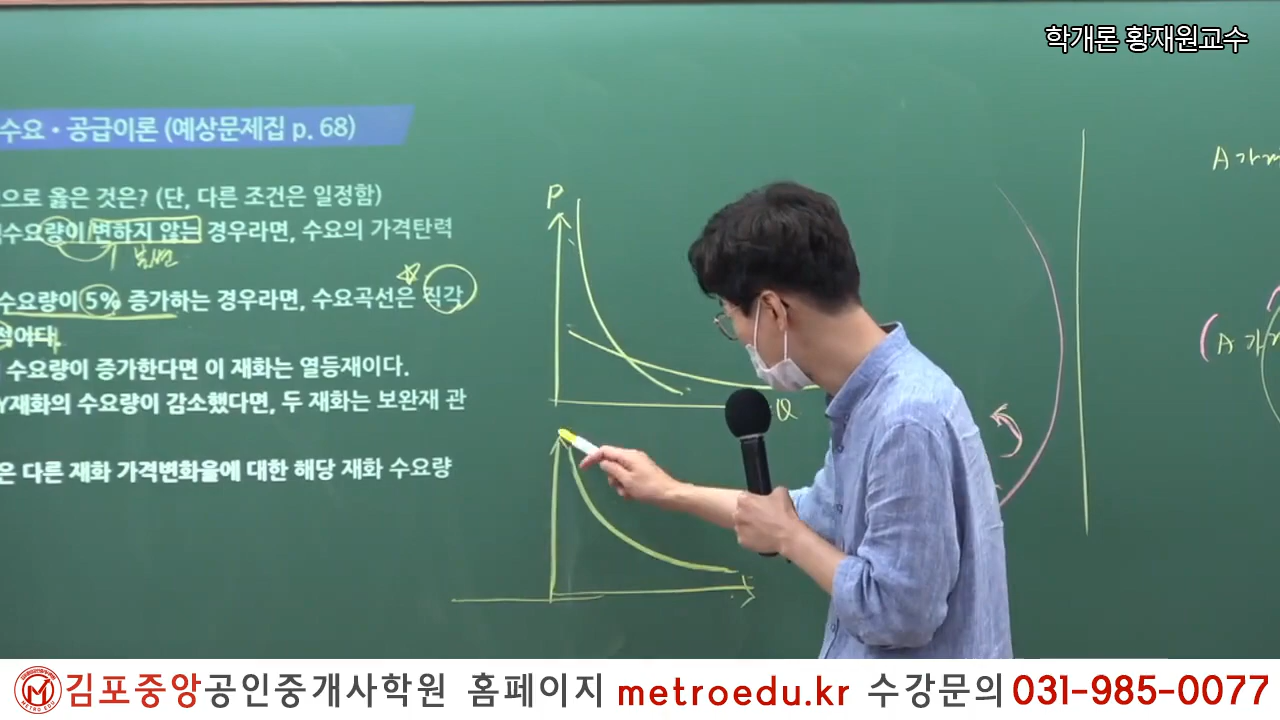 학개론 황재원교수
수요・공급이론 (예상문제집 p. 68)
으로 옳은 것은? (단, 다른 조건은 일정함)
수요량이 변하지 않는 경우라면, 수요의 가격탄력
불변
수요량이 5% 증가하는 경우라면, 수요곡선은 직각
수요량이 증가한다면 이 재화는 열등재이다.
Y재화의 수요량이 감소했다면, 두 재화는 보완재 관
은 다른 재화 가격변화율에 대한 해당 재화 수요량
P
Q
A가
(A 가
METRO EDU
김포중앙공인중개사학원 홈페이지 metroedu.kr 수강문의 031-985-0077